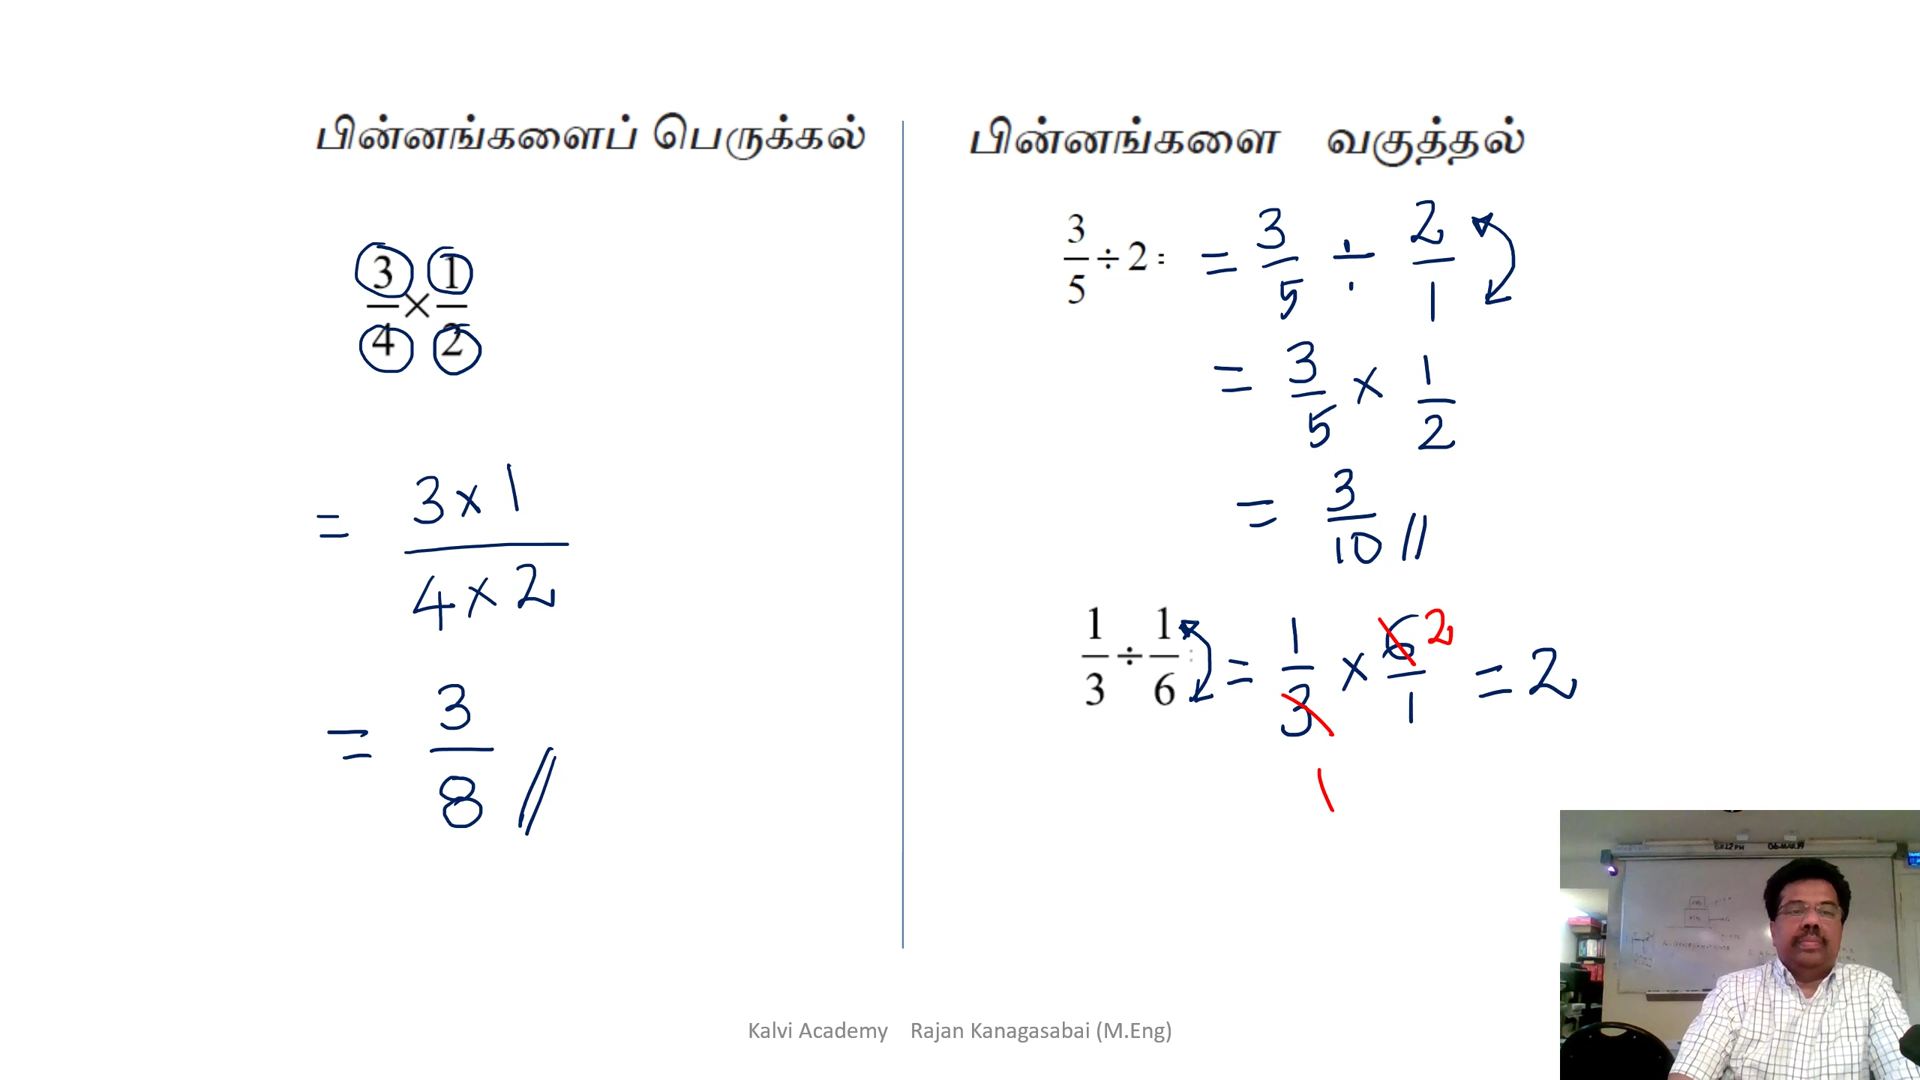 பின்னங்களைப் பெருக்கல்
3/4 × 1/2
= 3 × 1 / 4 × 2
= 3/8 //
பின்னங்களை வகுத்தல்
3/5 ÷ 2 = = 3/5 ÷ 2/1
= 3/5 × 1/2
= 3/10 //
1/3 ÷ 1/6 = 1/3 × 6/1 = 2
2
1
Kalvi Academy Rajan Kanagasabai (M.Eng)